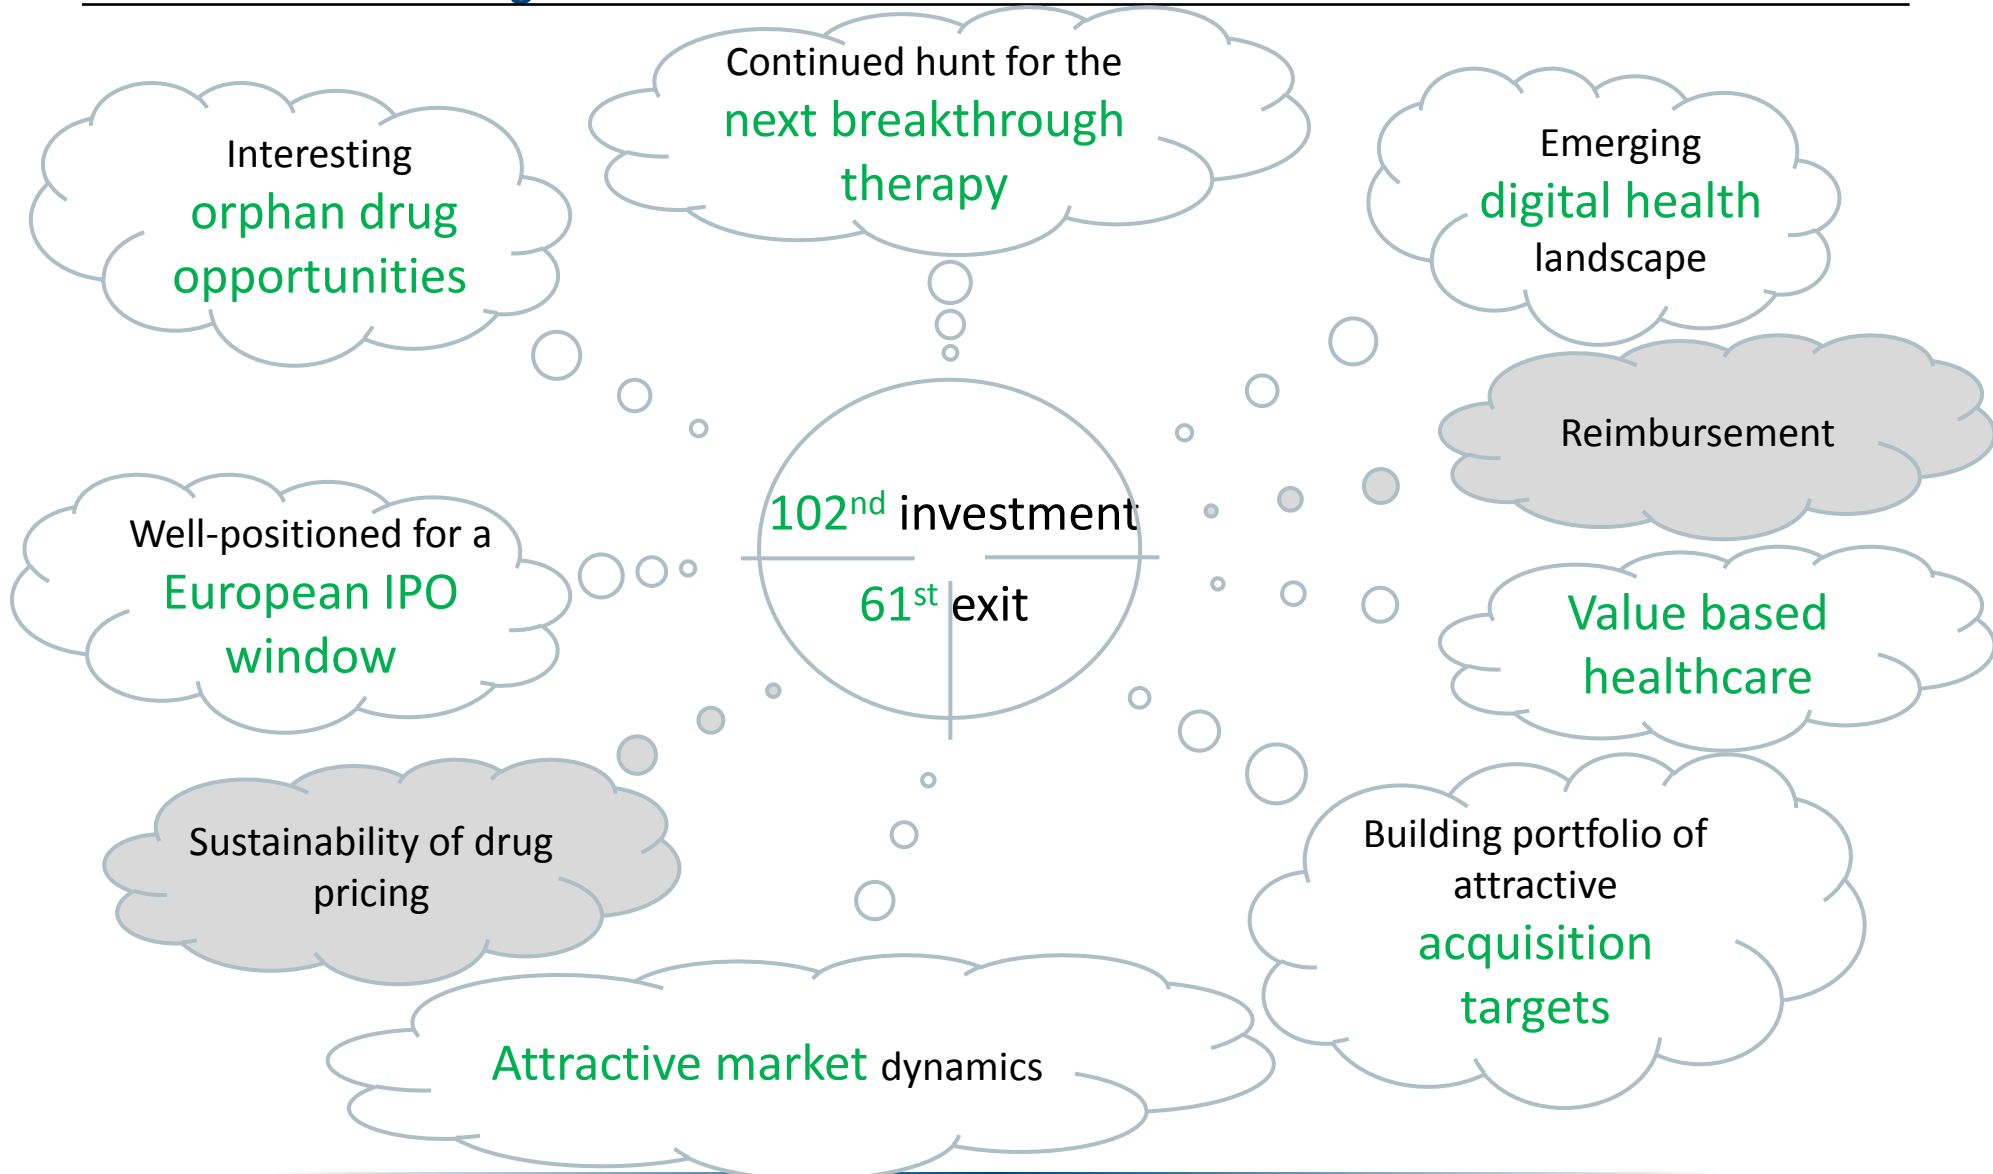 Continued hunt for the
next breakthrough
therapy
Interesting
orphan drug
opportunities
Emerging
digital health
landscape
Reimbursement
102nd investment
61st exit
Well-positioned for a
European IPO
window
Value based
healthcare
Sustainability of drug
pricing
Building portfolio of
attractive
acquisition
targets
Attractive market dynamics